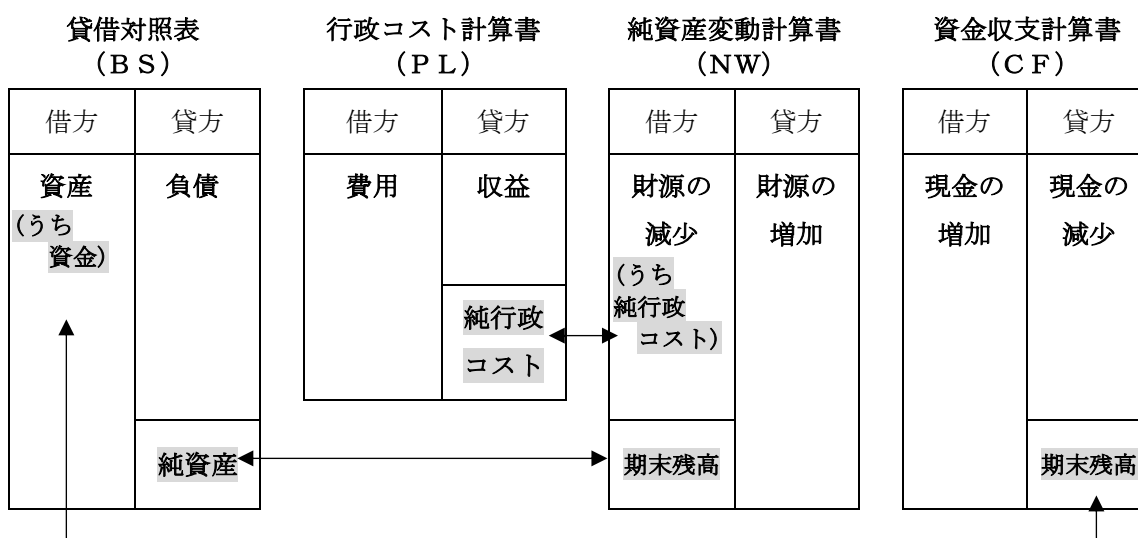 貸借対照表
（ＢＳ）
借方
貸方
資産
(うち
資金)
負債
純資産
行政コスト計算書
（ＰＬ）
借方
貸方
費用
収益
純行政
コスト
純資産変動計算書
（NW）
借方
貸方
財源の
減少
(うち
純行政
コスト)
期末残高
財源の
増加
資金収支計算書
（ＣＦ）
借方
貸方
現金の
増加
現金の
減少
期末残高